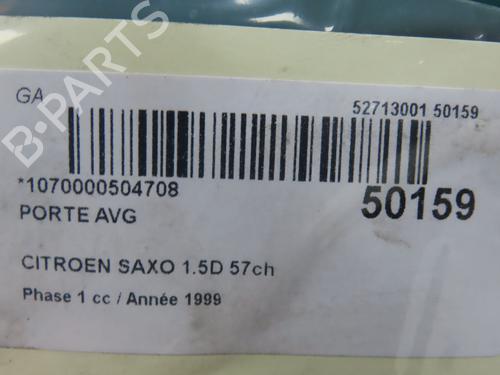 GA
52713001 50159
*1070000504708
50159
PORTE AVG
CITROEN SAXO 1.5D 57ch
Phase 1 cc / Année 1999
B-PARTS